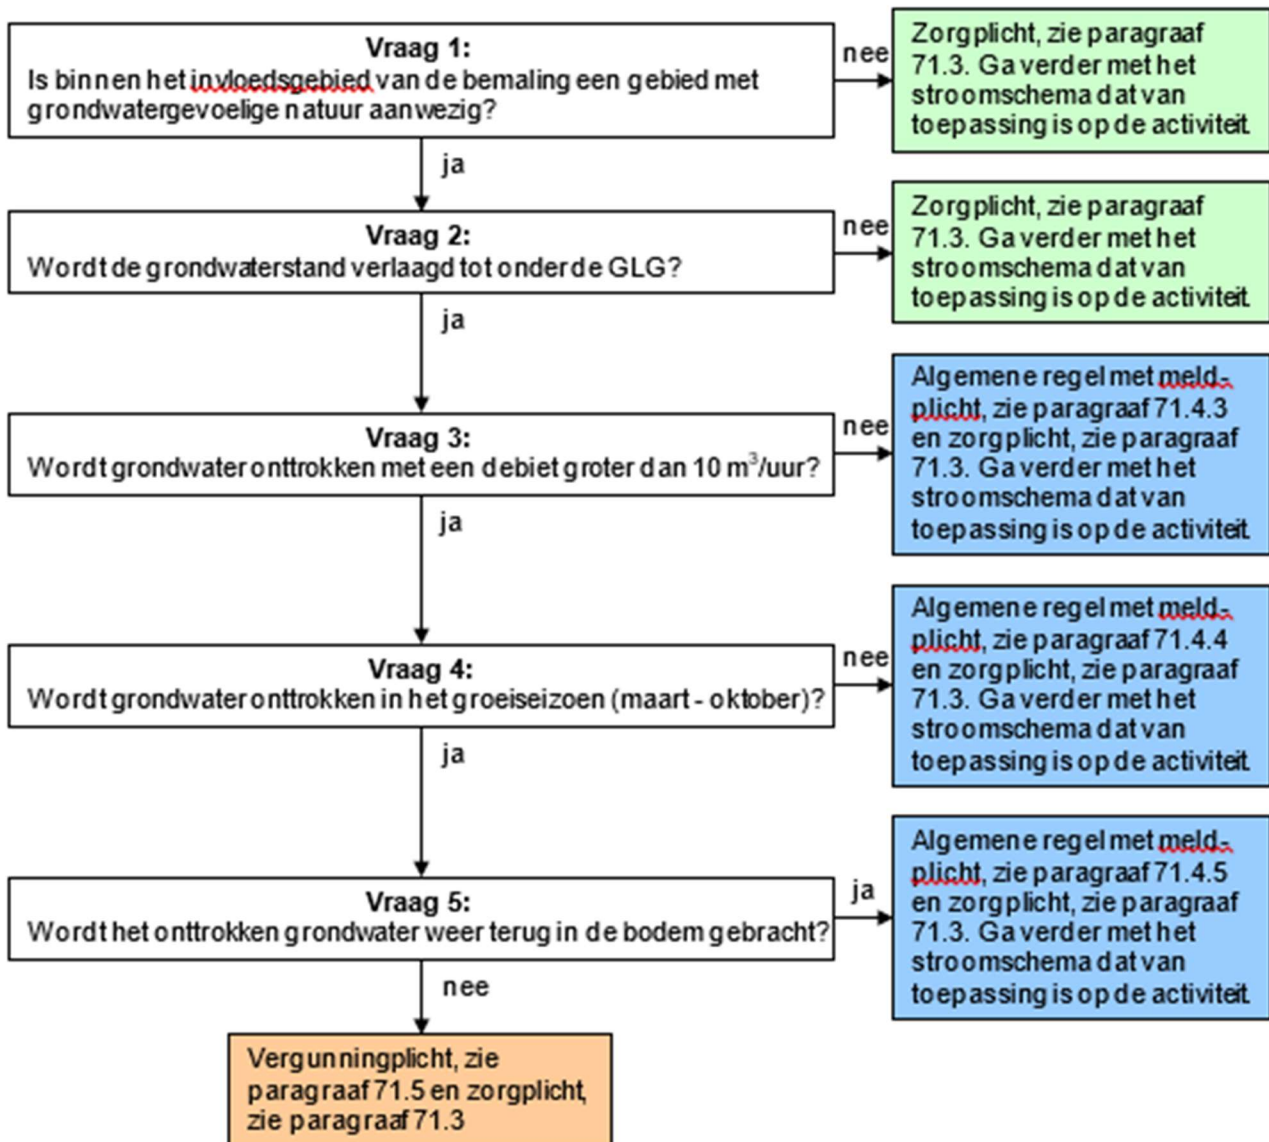 Vraag 1:
Is binnen het invloedsgebied van de bemaling een gebied met
grondwatergevoelige natuur aanwezig?
nee
Zorgplicht, zie paragraaf
71.3. Ga verder met het
stroomschema dat van
toepassing is op de activiteit.
ja
Vraag 2:
Wordt de grondwaterstand verlaagd tot onder de GLG?
nee
Zorgplicht, zie paragraaf
71.3. Ga verder met het
stroomschema dat van
toepassing is op de activiteit.
ja
Vraag 3:
Wordt grondwater onttrokken met een debiet groter dan 10 m³/uur?
nee
Algemene regel met meld-
plicht, zie paragraaf 71.4.3
en zorgplicht, zie paragraaf
71.3. Ga verder met het
stroomschema dat van
toepassing is op de activiteit.
ja
Vraag 4:
Wordt grondwater onttrokken in het groeiseizoen (maart - oktober)?
nee
Algemene regel met meld-
plicht, zie paragraaf 71.4.4
en zorgplicht, zie paragraaf
71.3. Ga verder met het
stroomschema dat van
toepassing is op de activiteit.
ja
Vraag 5:
Wordt het onttrokken grondwater weer terug in de bodem gebracht?
ja
Algemene regel met meld-
plicht, zie paragraaf 71.4.5
en zorgplicht, zie paragraaf
71.3. Ga verder met het
stroomschema dat van
toepassing is op de activiteit.
nee
Vergunningplicht, zie
paragraaf 71.5 en zorgplicht,
zie paragraaf 71.3